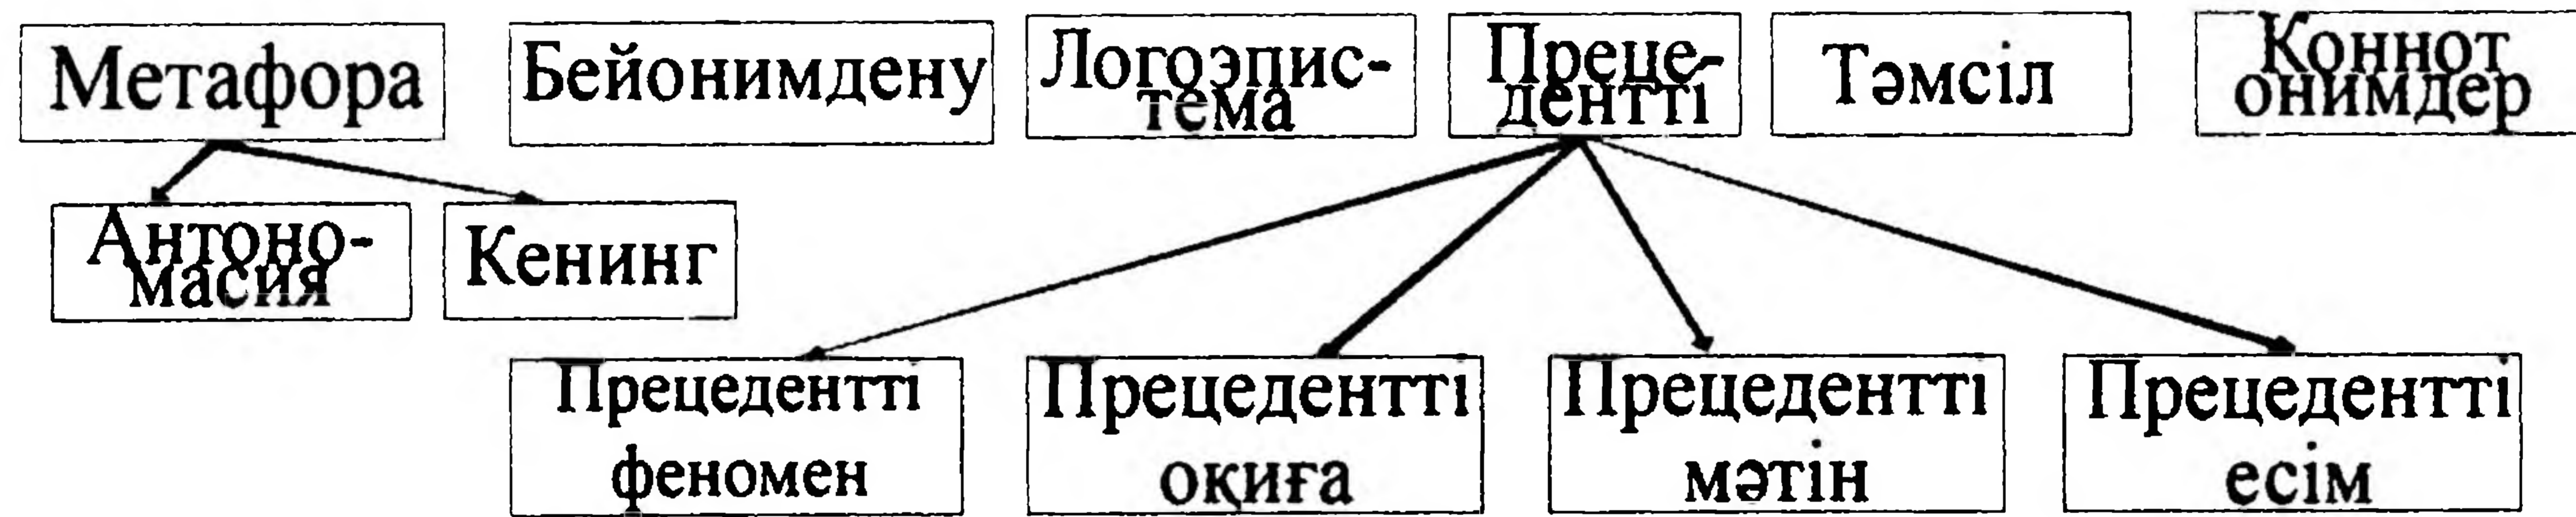 Метафора
Бейонимдену
Логоэпис-
тема
Преце-
дентті
Тәмсіл
Коннот
онимдер
Антоно-
масия
Кенинг
Прецедентті
феномен
Прецедентті
оқиға
Прецедентті
мәтін
Прецедентті
есім